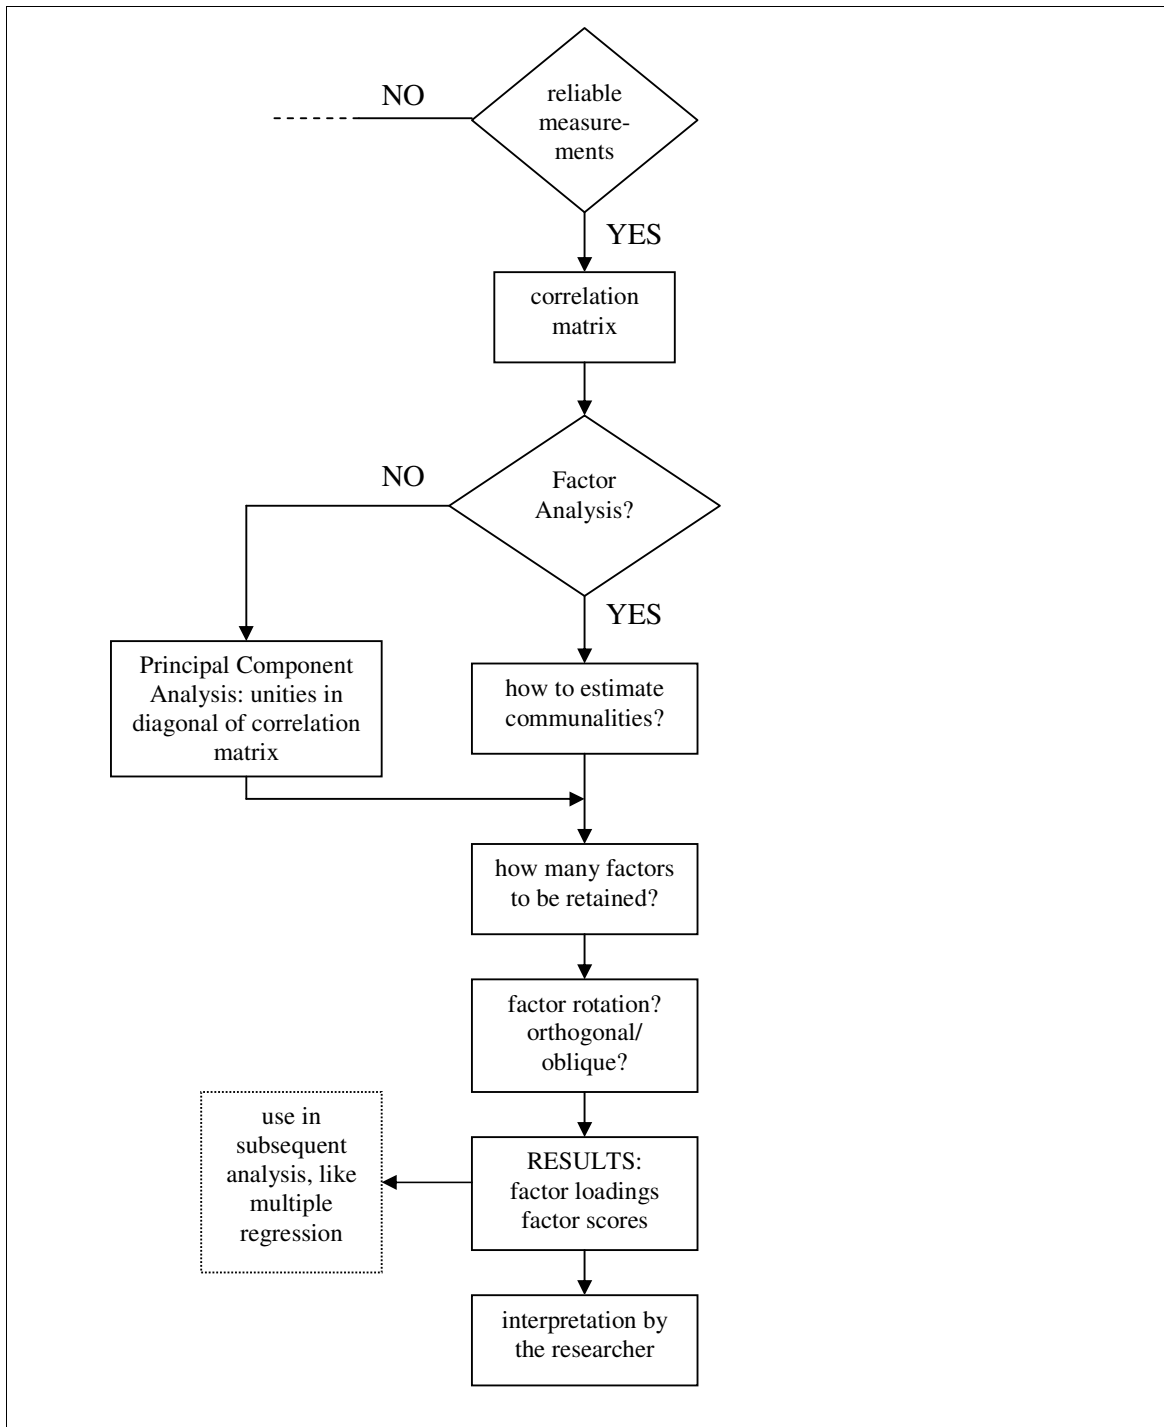 NO
reliable
measure-
ments
YES
correlation
matrix
NO
Factor
Analysis?
YES
Principal Component
Analysis: unities in
diagonal of correlation
matrix
how to estimate
communalities?
how many factors
to be retained?
factor rotation?
orthogonal/
oblique?
use in
subsequent
analysis, like
multiple
regression
RESULTS:
factor loadings
factor scores
interpretation by
the researcher